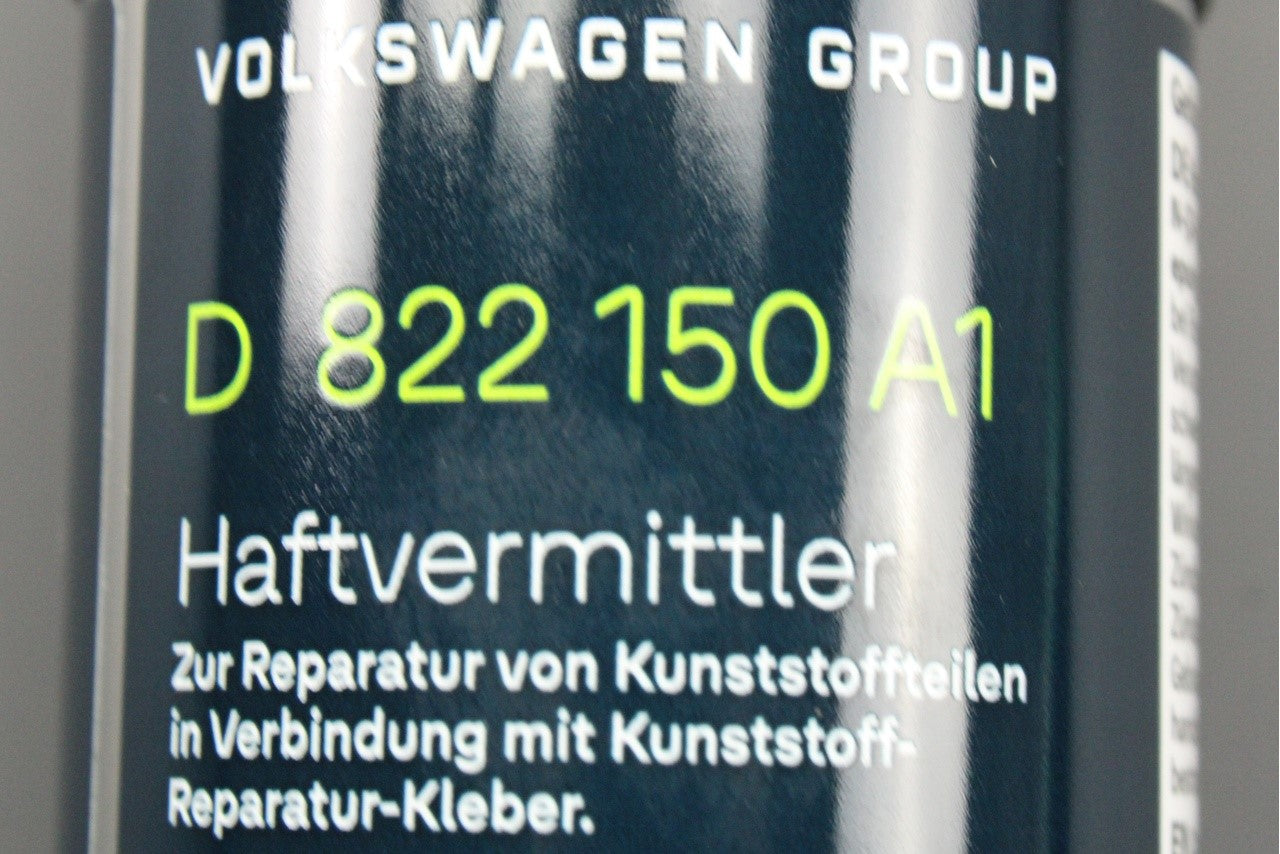 VOLKSWAGEN GROUP
D 822 150 A1
Haftvermittler
Zur Reparatur von Kunststoffteilen
in Verbindung mit Kunststoff-
Reparatur-Kleber.